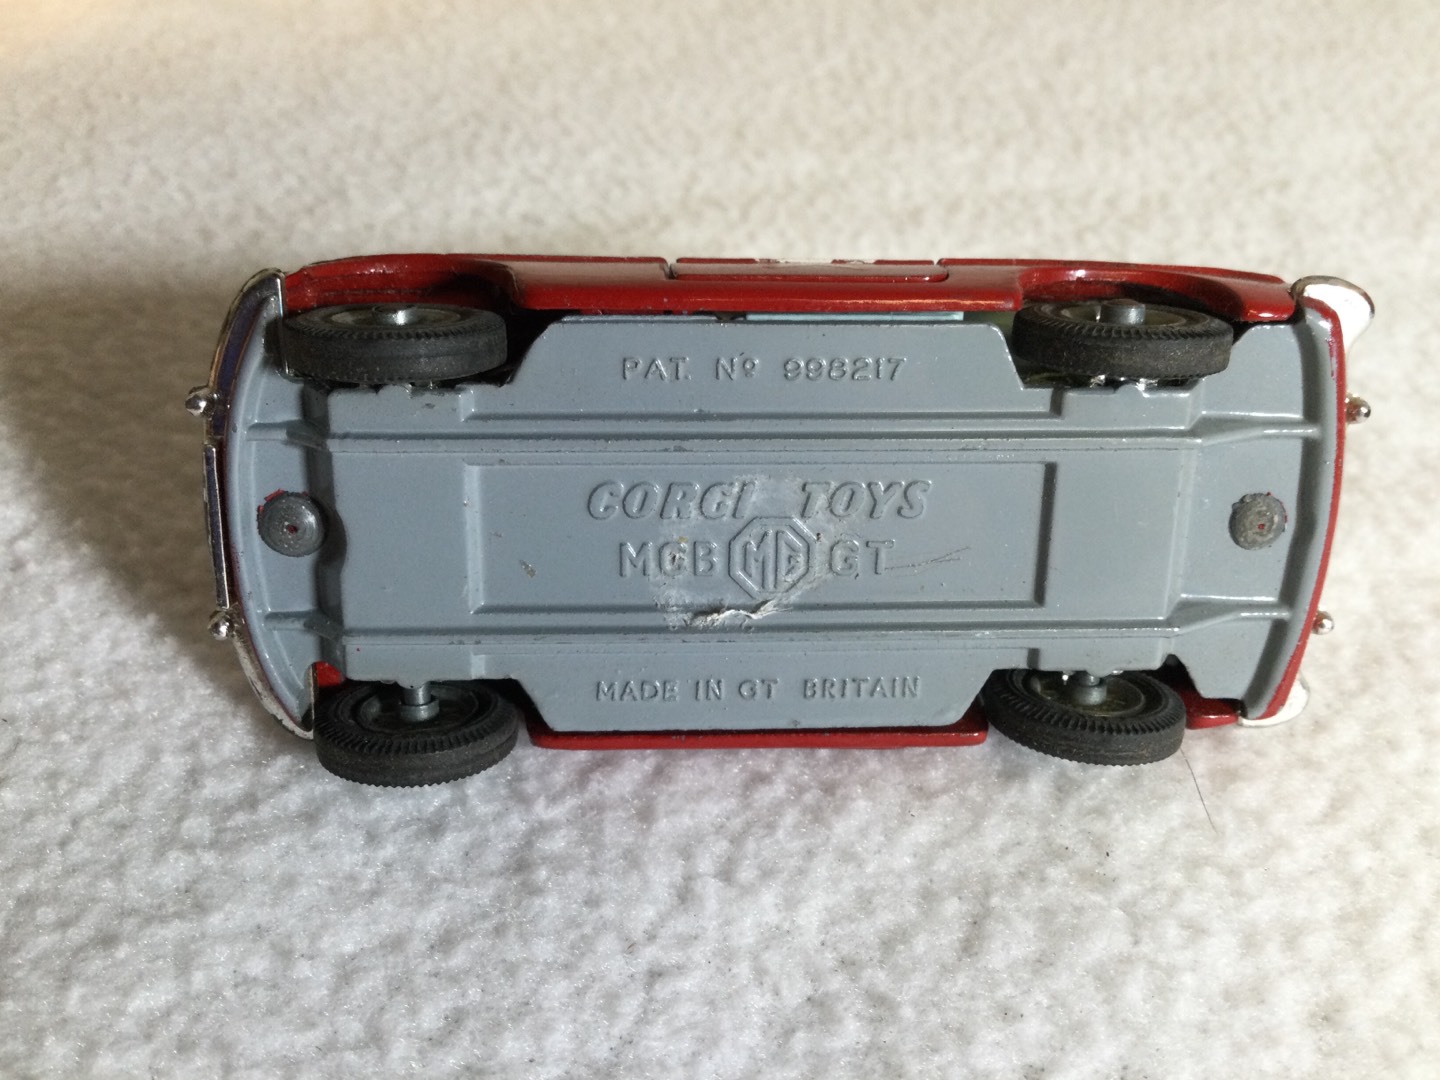 PAT. Nº 998217
CORGI TOYS
MGB MG GT
MADE IN GT BRITAIN